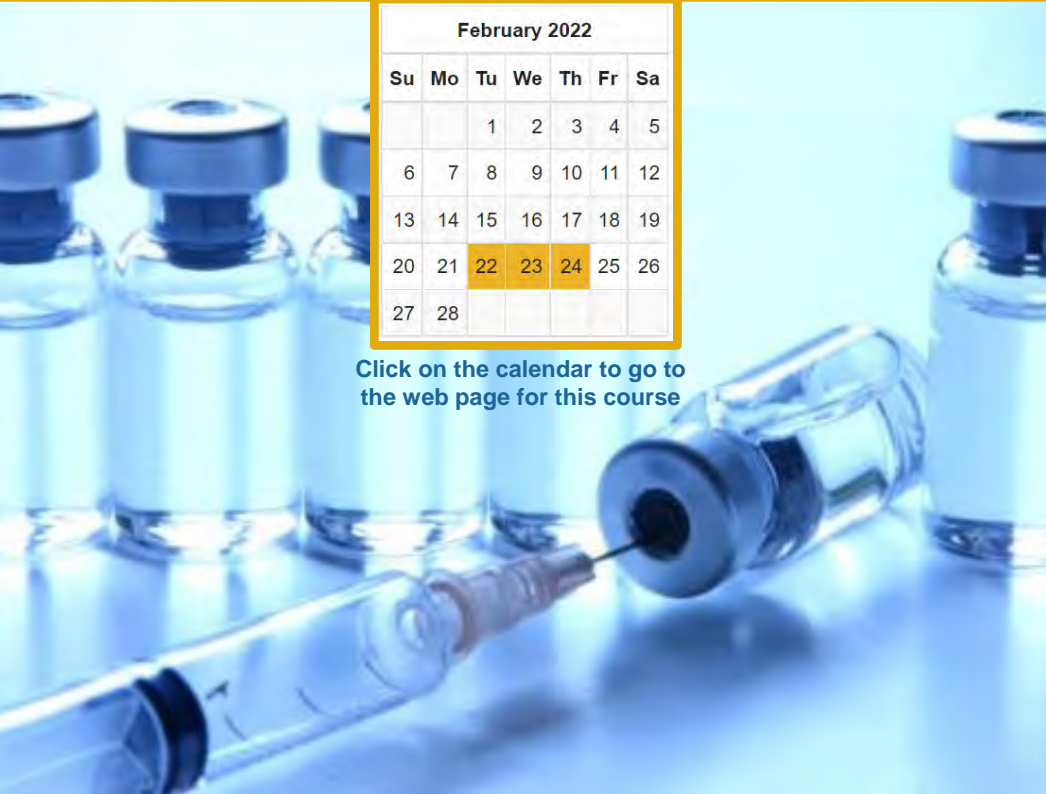 February 2022
Su Mo Tu We Th Fr Sa
1 2 3 4 5
6 7 8 9 10 11 12
13 14 15 16 17 18 19
20 21 22 23 24 25 26
27 28
Click on the calendar to go to
the web page for this course